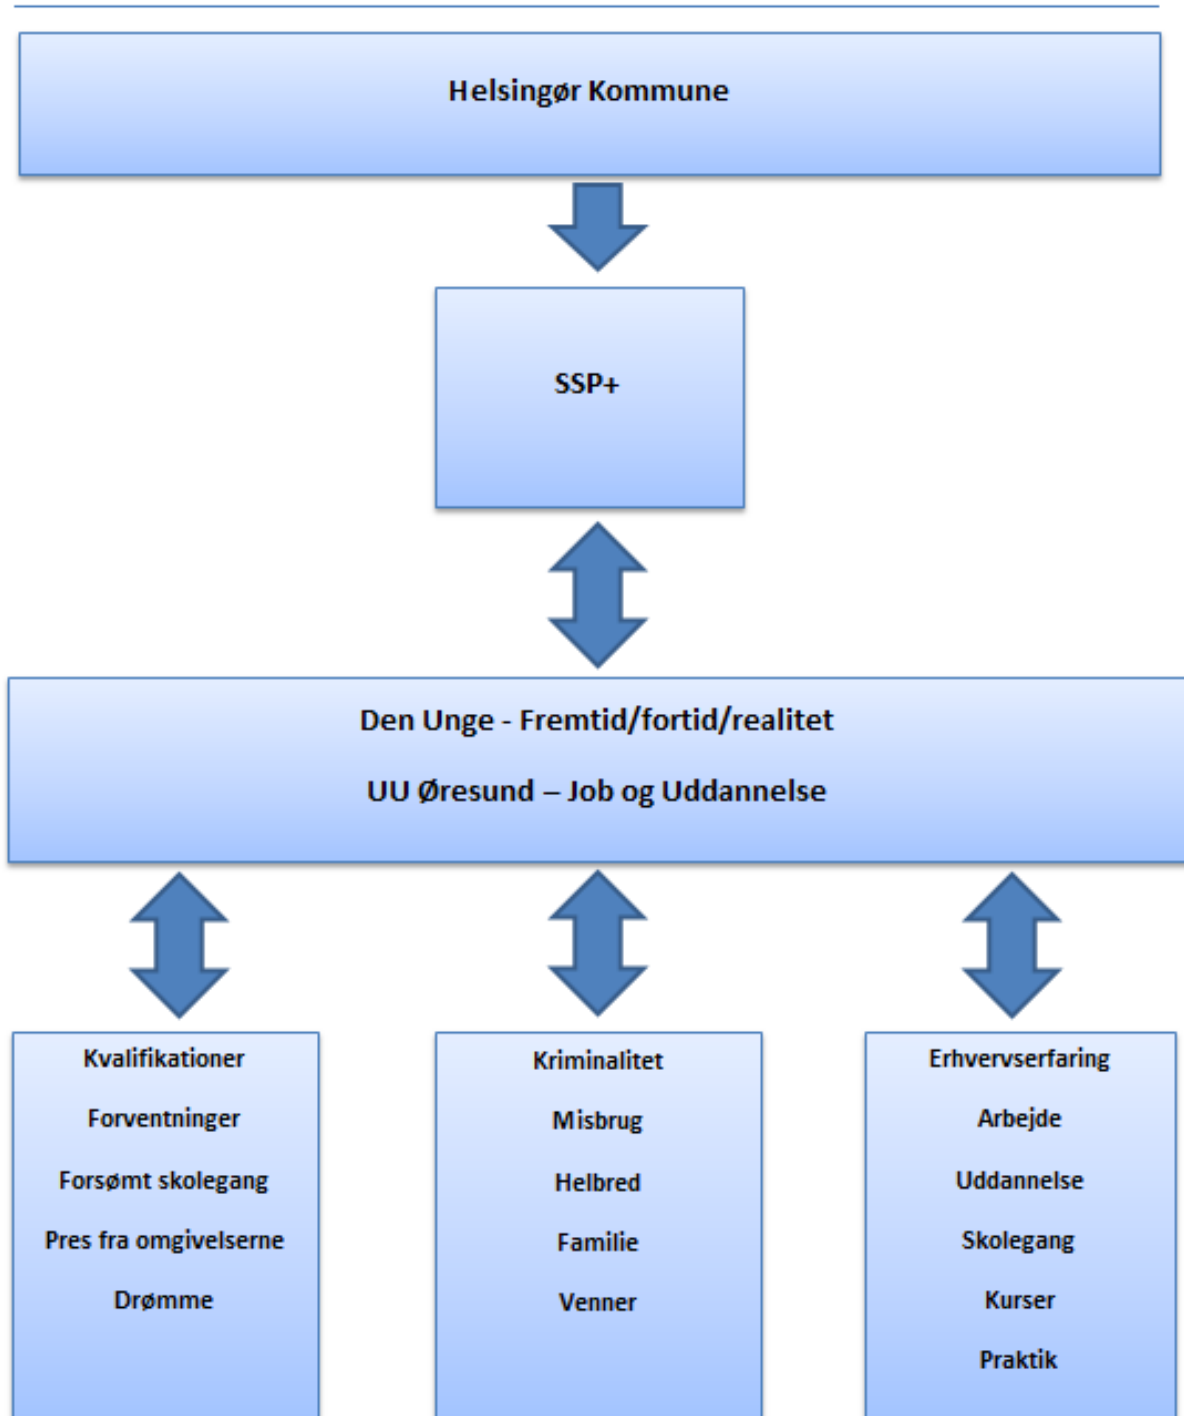 Helsingør Kommune
SSP+
Den Unge - Fremtid/fortid/realitet
UU Øresund – Job og Uddannelse
Kvalifikationer
Forventninger
Forsømt skolegang
Pres fra omgivelserne
Drømme
Kriminalitet
Misbrug
Helbred
Familie
Venner
Erhvervserfaring
Arbejde
Uddannelse
Skolegang
Kurser
Praktik